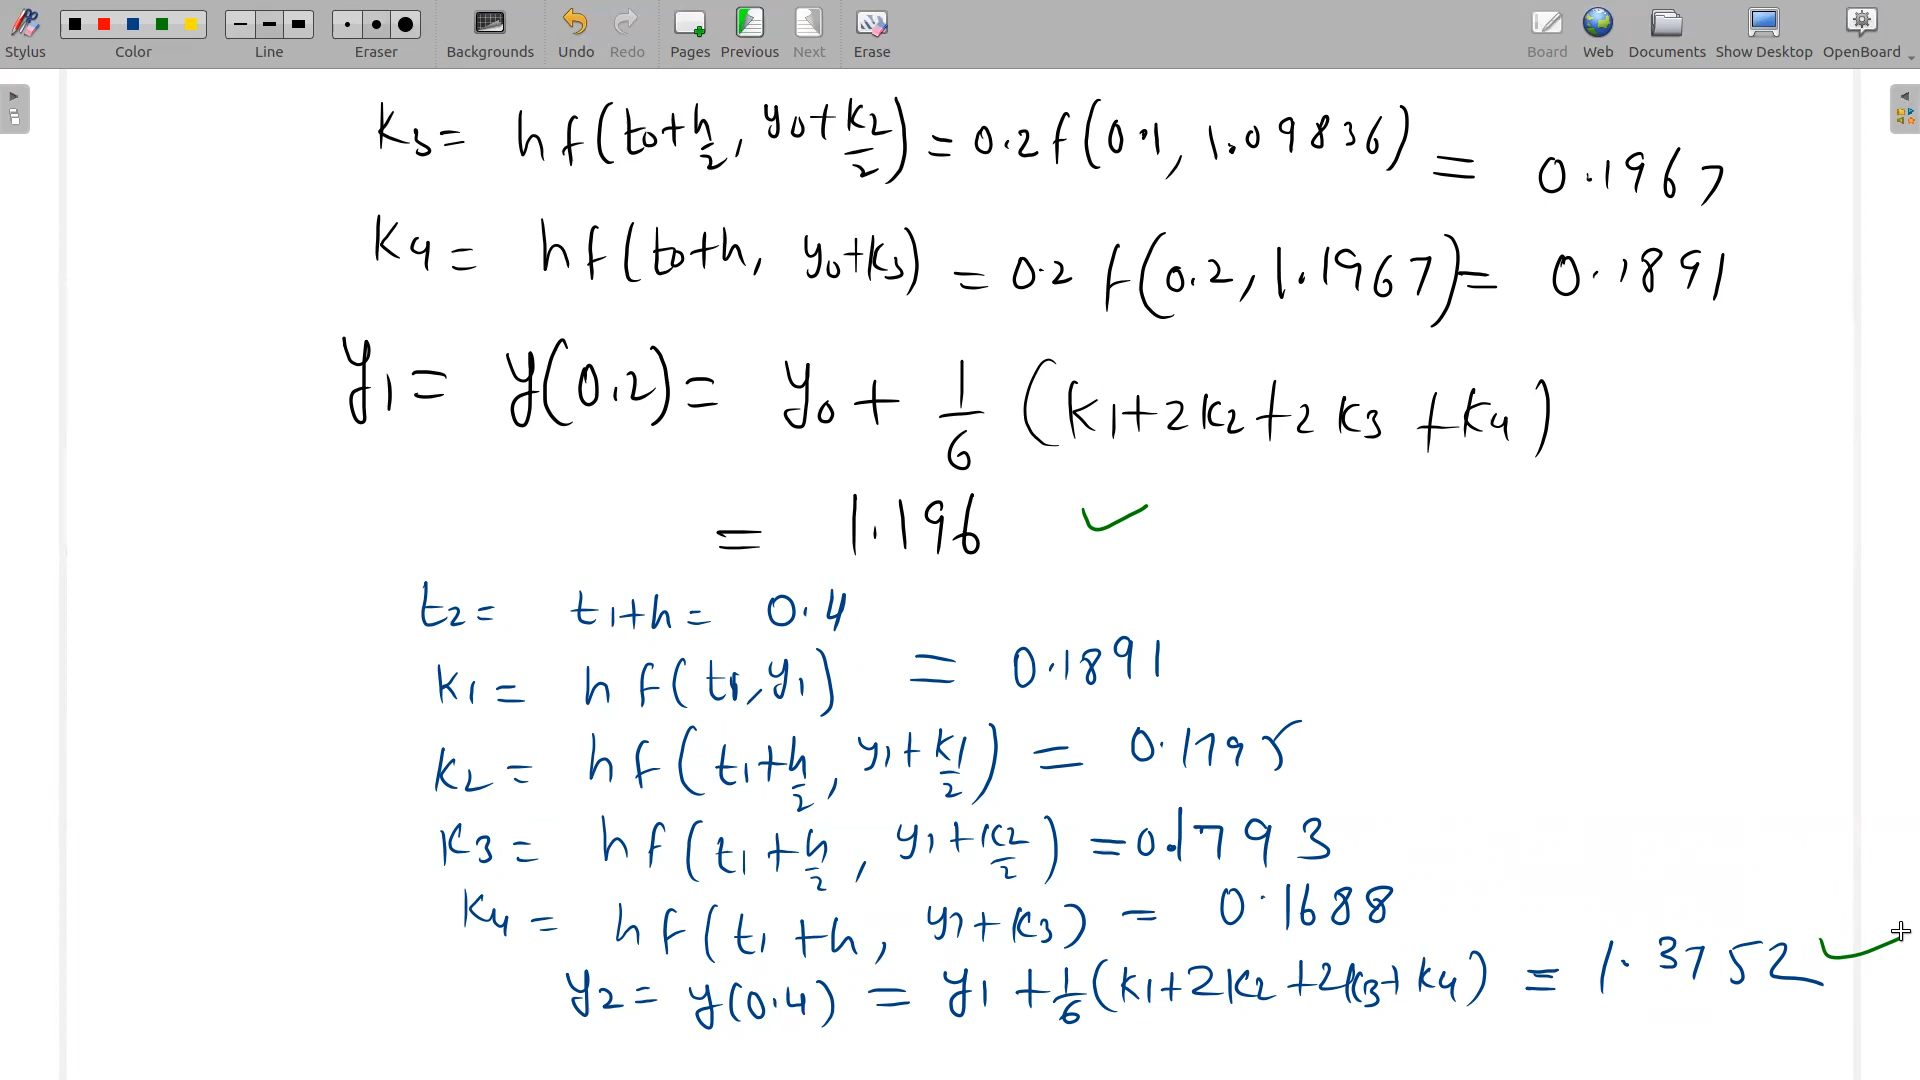 Stylus Color Line Eraser Backgrounds Undo Redo Pages Previous Next Erase Board Web Documents Show Desktop OpenBoard
K3 = hf(t0+h/2, y0+K2/2) = 0.2f(0.1, 1.09836) = 0.1967
K4 = hf(t0+h, y0+K3) = 0.2 f(0.2, 1.1967) = 0.1891
y1 = y(0.2) = y0 + 1/6 (K1+2K2+2K3+K4)
= 1.196 ✓
t2 = t1+h = 0.4
K1 = hf(t1, y1) = 0.1891
K2 = hf(t1+h/2, y1+K1/2) = 0.1795
K3 = hf(t1+h/2, y1+K2/2) = 0.1793
K4 = hf(t1+h, y1+K3) = 0.1688
y2 = y(0.4) = y1 + 1/6(K1+2K2+2K3+K4) = 1.3752 ✓